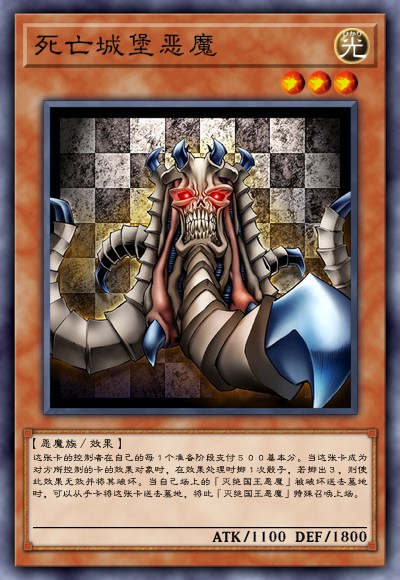 死亡城堡恶魔
光
【恶魔族/效果】
这张卡的控制者在自己的每1个准备阶段支付500基本分。当这张卡成为
对方所控制的卡的效果对象时，在效果处理时掷1次骰子，若掷出3，则使
此效果无效并将其破坏。当自己场上的「灭绝国王恶魔」被破坏送去墓地
时，可以从手卡将这张卡送去墓地，将此「灭绝国王恶魔」特殊召唤上场。
ATK/1100 DEF/1800